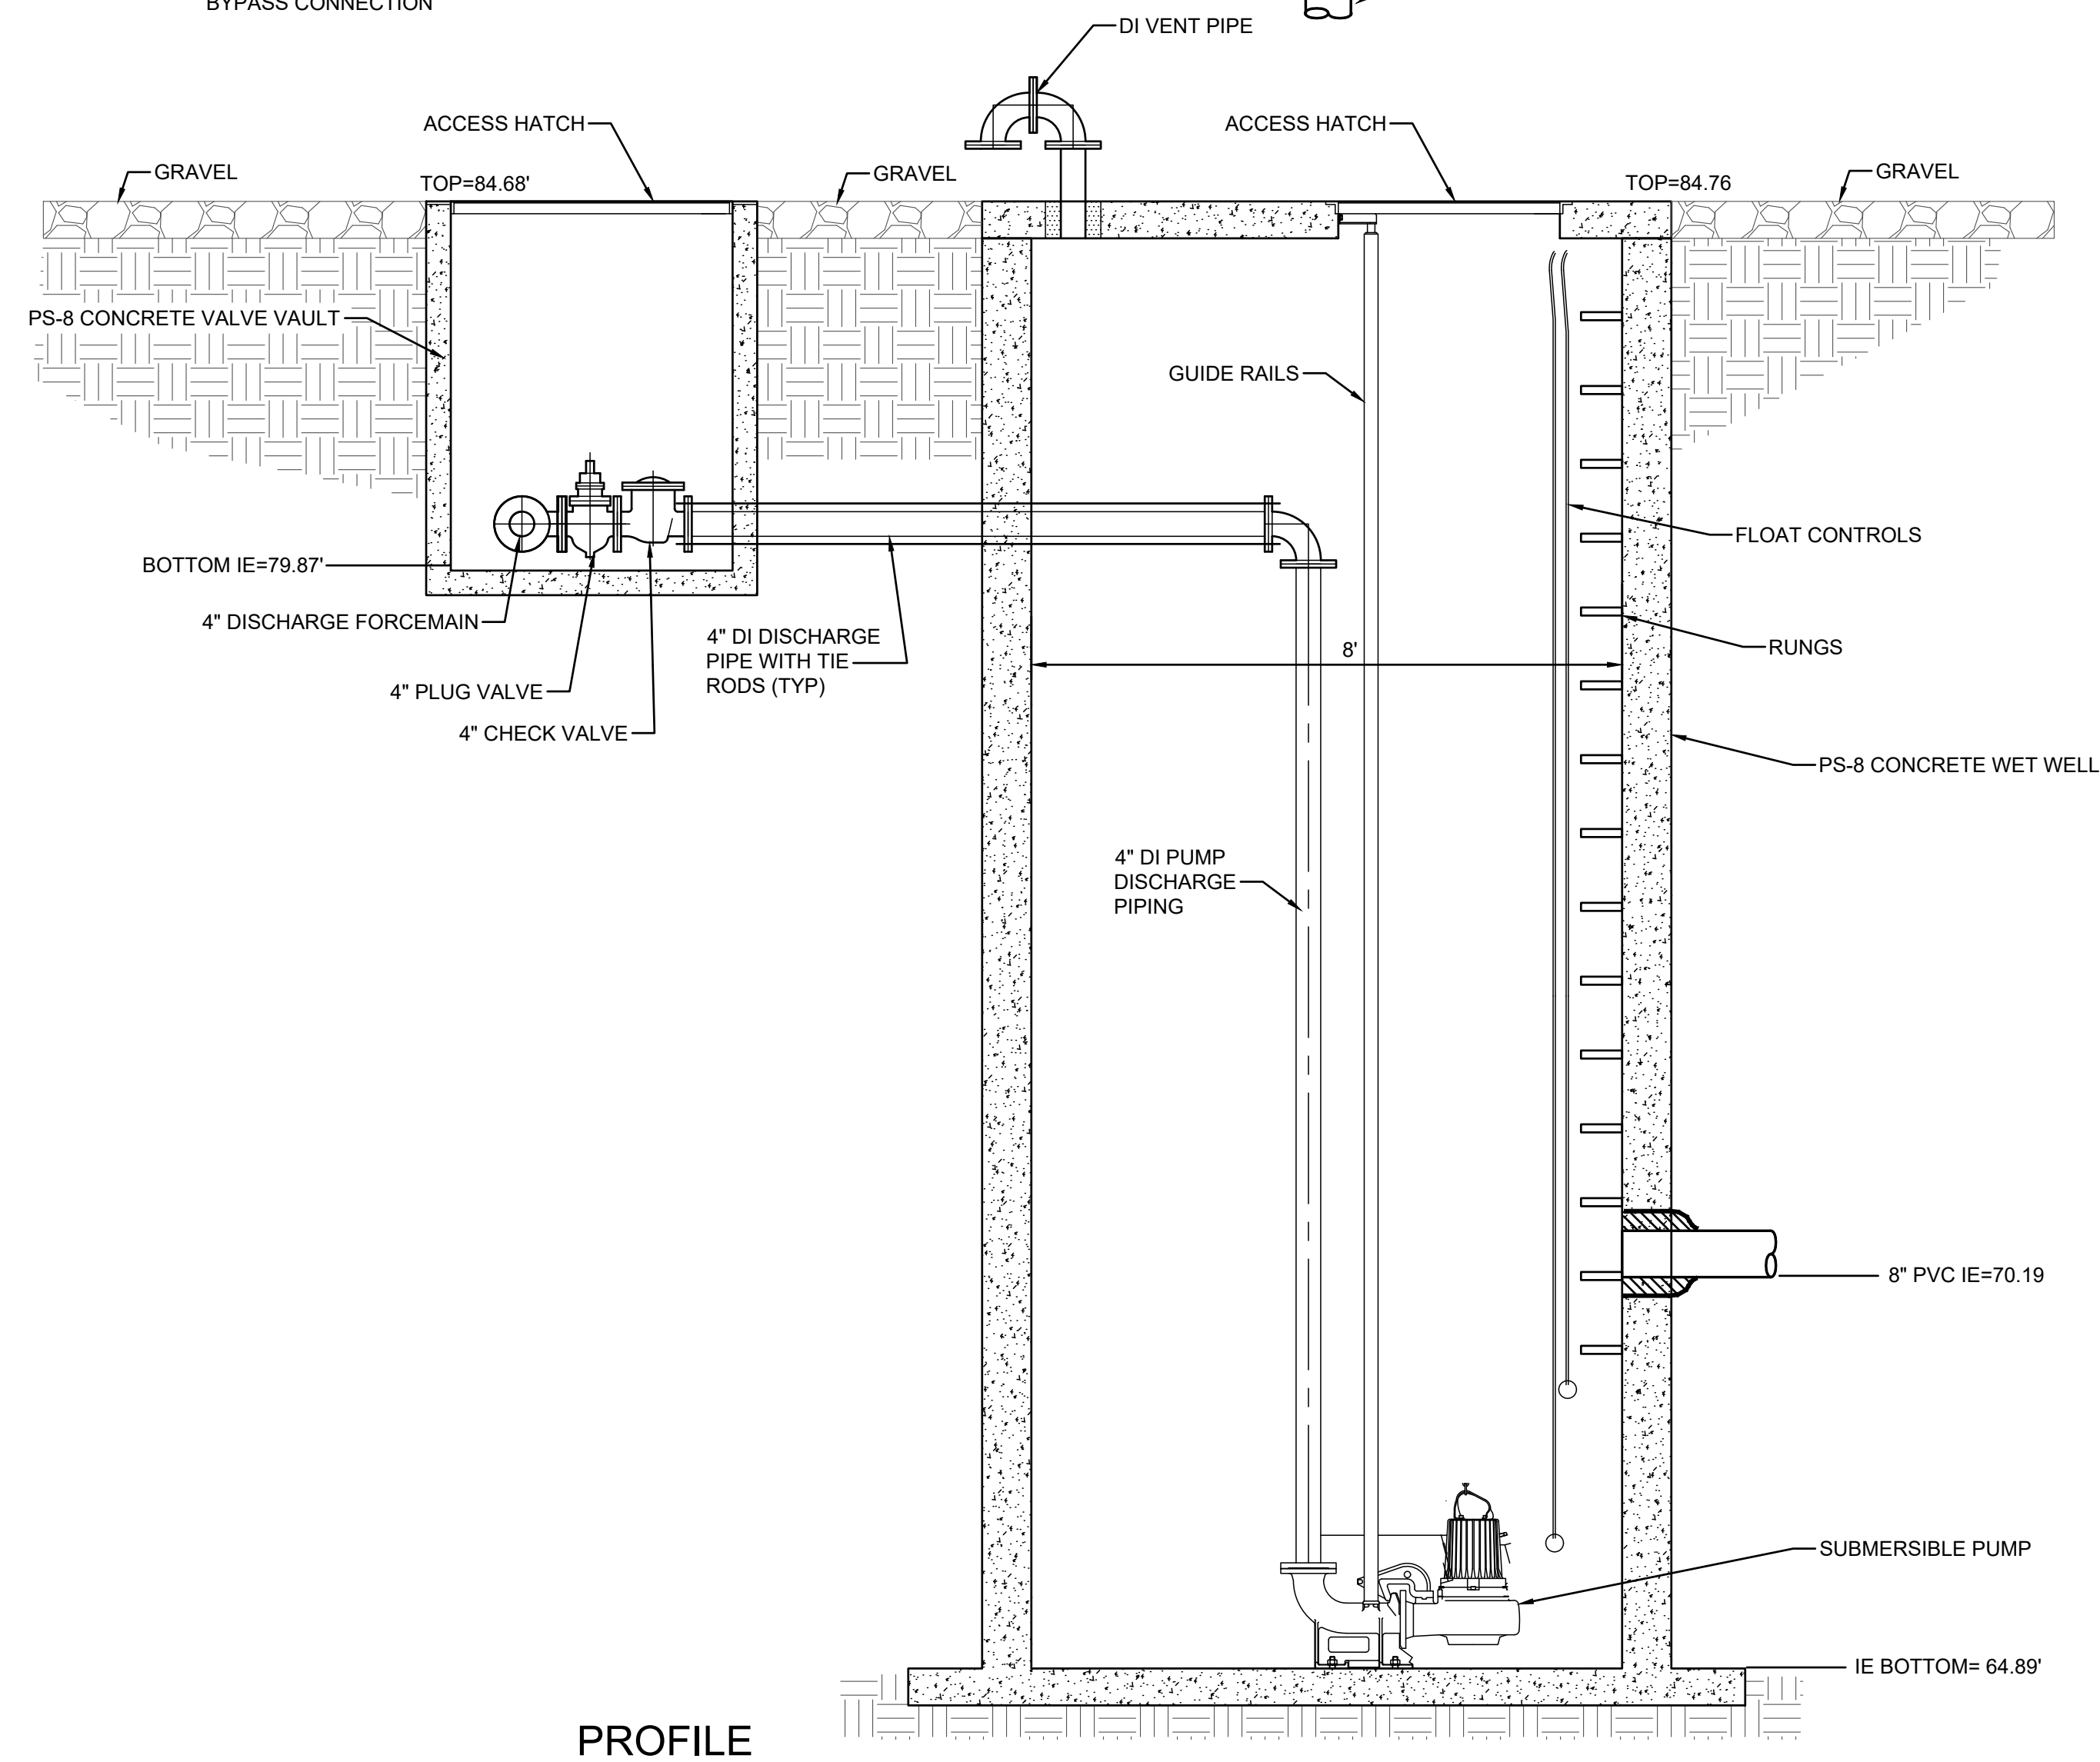 BYPASS CONNECTION
DI VENT PIPE
ACCESS HATCH
ACCESS HATCH
GRAVEL
TOP=84.68'
GRAVEL
TOP=84.76
GRAVEL
PS-8 CONCRETE VALVE VAULT
GUIDE RAILS
FLOAT CONTROLS
BOTTOM IE=79.87'
4" DISCHARGE FORCEMAIN
4" DI DISCHARGE
PIPE WITH TIE
RODS (TYP)
8'
RUNGS
4" PLUG VALVE
4" CHECK VALVE
PS-8 CONCRETE WET WELL
4" DI PUMP
DISCHARGE
PIPING
8" PVC IE=70.19
SUBMERSIBLE PUMP
IE BOTTOM= 64.89'
PROFILE